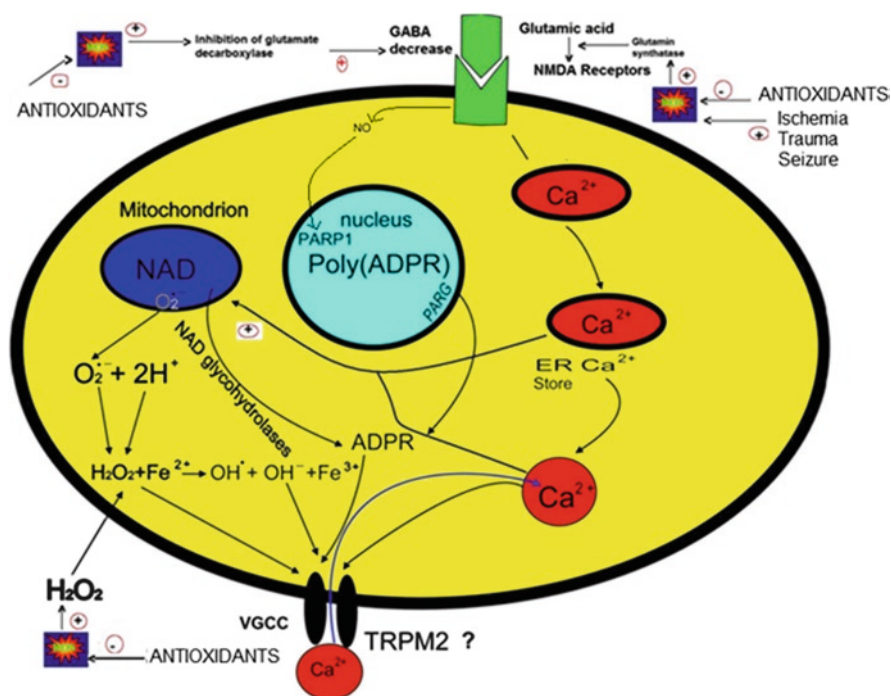 Inhibition of glutamate
decarboxylase
GABA
decrease
Glutamic acid
Glutamin
synthatase
NMDA Receptors
ANTIOXIDANTS
ANTIOXIDANTS
Ischemia
Trauma
Seizure
NO
Ca²⁺
Mitochondrion
nucleus
PARP1
Poly(ADPR)
PARG
NAD
O₂•⁻
Ca²⁺
ER Ca²⁺
Store
NAD glycohydrolases
O₂•⁻ + 2H⁺
ADPR
H₂O₂+Fe²⁺→OH•+ OH⁻+Fe³⁺
Ca²⁺
H₂O₂
VGCC
TRPM2 ?
ANTIOXIDANTS
Ca²⁺